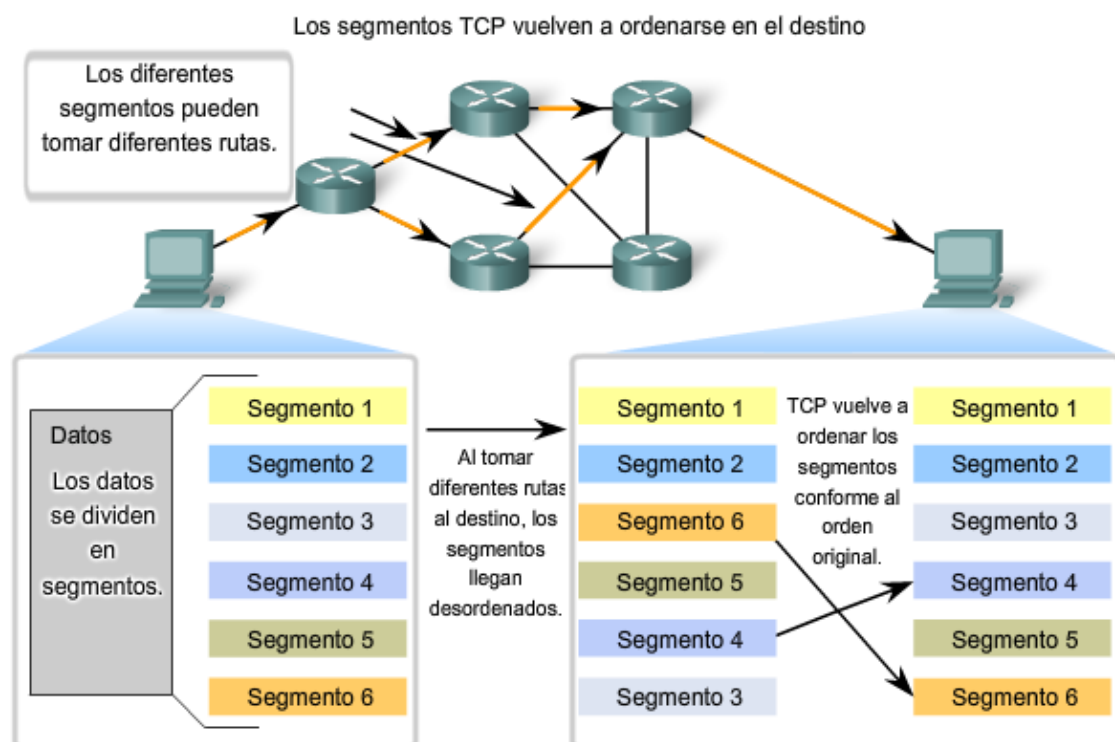 Los segmentos TCP vuelven a ordenarse en el destino
Los diferentes
segmentos pueden
tomar diferentes rutas.
Datos
Los datos
se dividen
en
segmentos.
Segmento 1
Segmento 2
Segmento 3
Segmento 4
Segmento 5
Segmento 6
Al tomar
diferentes rutas
al destino, los
segmentos
llegan
desordenados.
Segmento 1
Segmento 2
Segmento 6
Segmento 5
Segmento 4
Segmento 3
TCP vuelve a
ordenar los
segmentos
conforme al
orden
original.
Segmento 1
Segmento 2
Segmento 3
Segmento 4
Segmento 5
Segmento 6